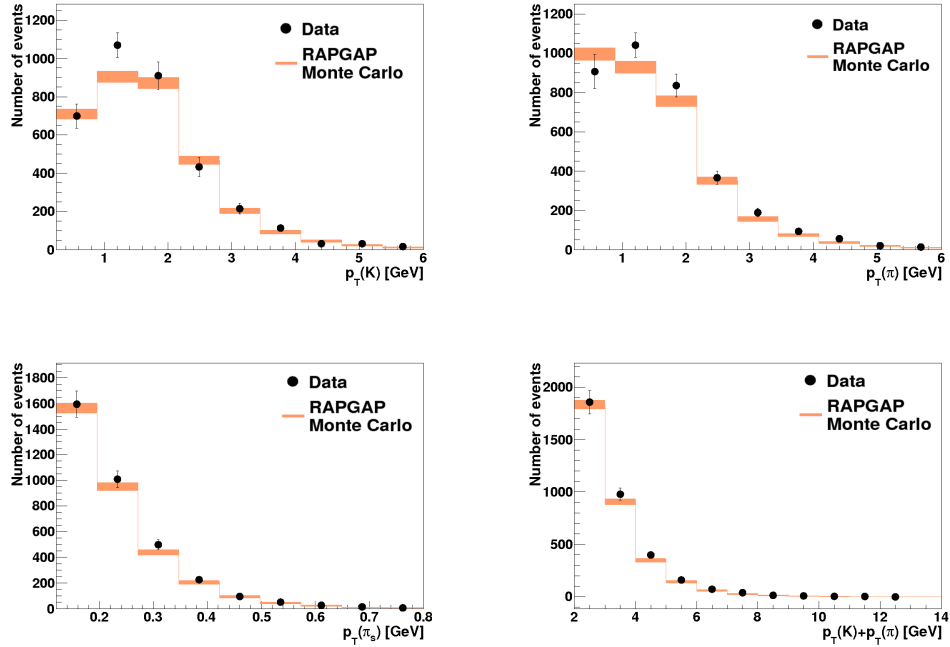 Number of events
1200
1000
800
600
400
200
0
Data
RAPGAP
Monte Carlo
1 2 3 4 5 6
p_T(K) [GeV]
Number of events
1200
1000
800
600
400
200
0
Data
RAPGAP
Monte Carlo
1 2 3 4 5 6
p_T(π) [GeV]
Number of events
1800
1600
1400
1200
1000
800
600
400
200
0
Data
RAPGAP
Monte Carlo
0.2 0.3 0.4 0.5 0.6 0.7 0.8
p_T(π_s) [GeV]
Number of events
2000
1500
1000
500
0
Data
RAPGAP
Monte Carlo
2 4 6 8 10 12 14
p_T(K)+p_T(π) [GeV]